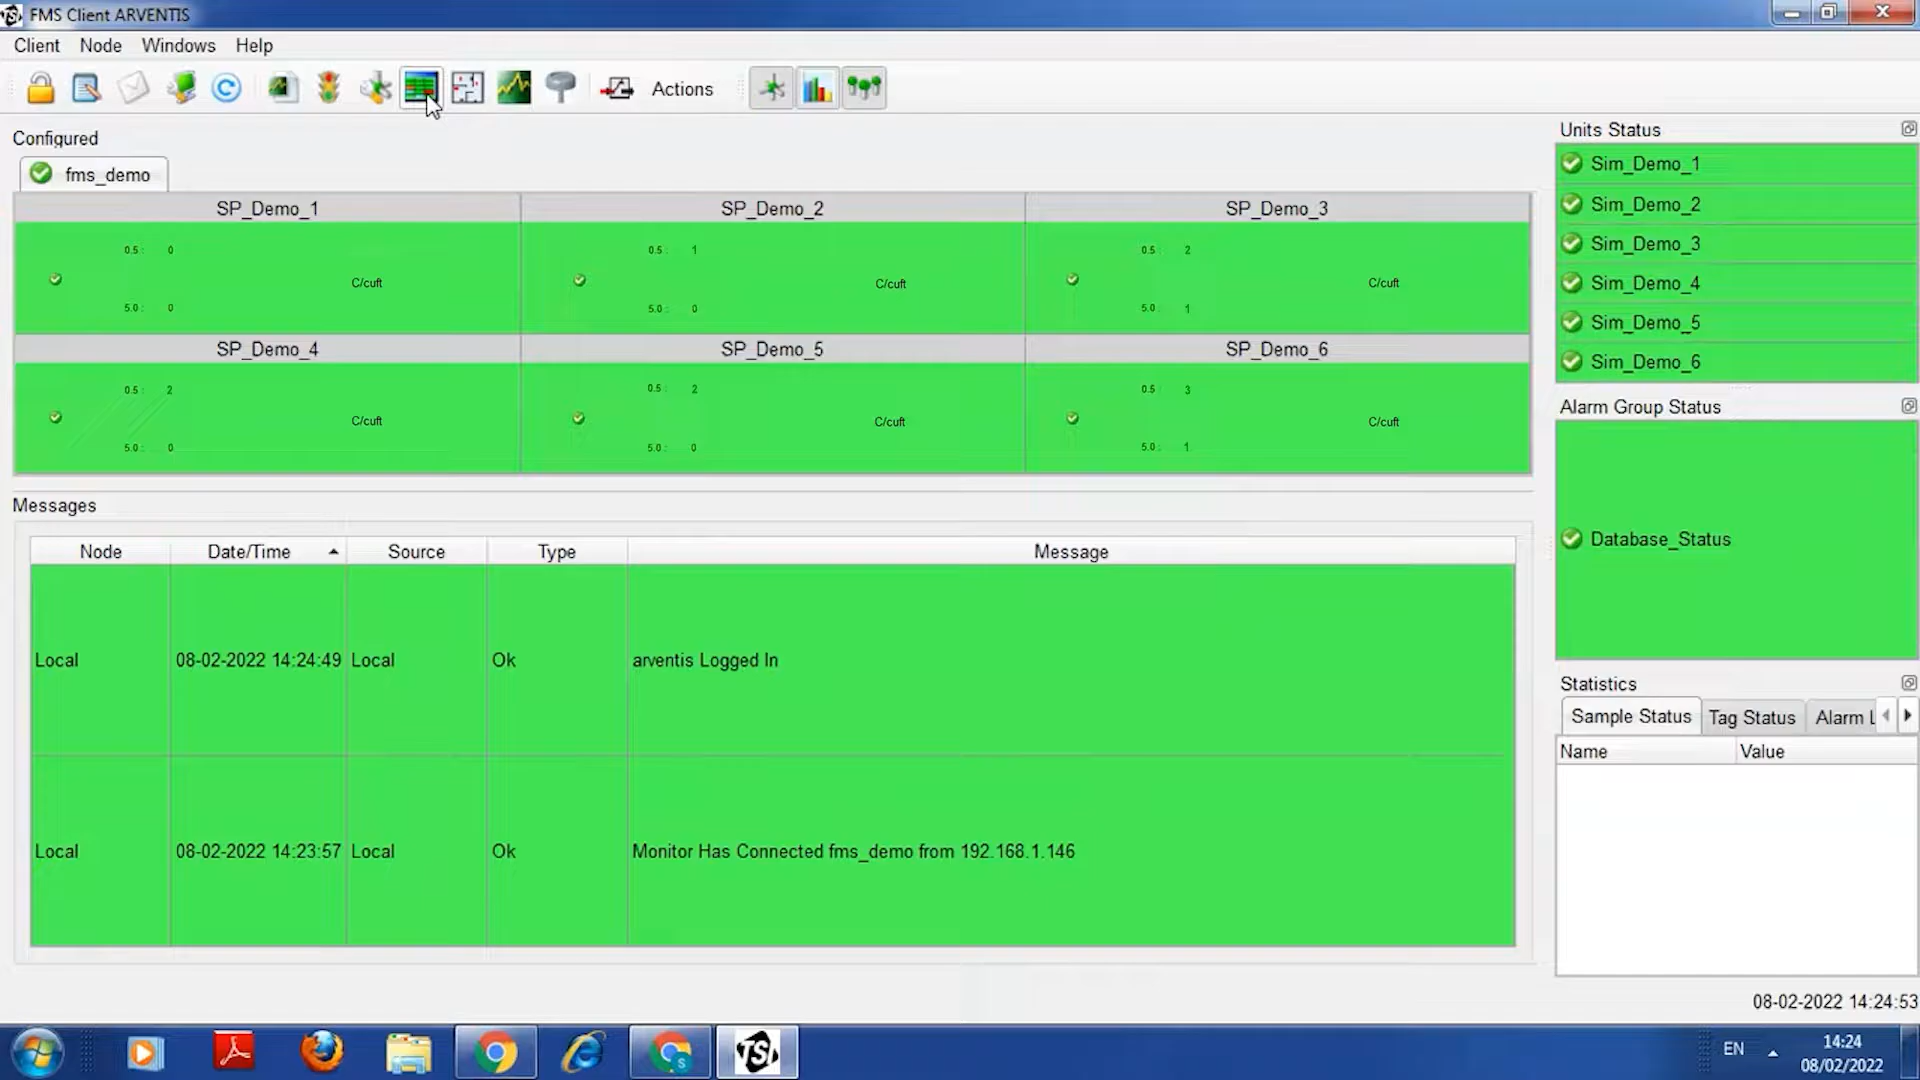 FMS Client ARVENTIS
Client Node Windows Help
Actions
Configured
fms_demo
SP_Demo_1 SP_Demo_2 SP_Demo_3
0.5 : 0 C/cuft 5.0 : 0
0.5 : 1 C/cuft 5.0 : 0
0.5 : 2 C/cuft 5.0 : 1
SP_Demo_4 SP_Demo_5 SP_Demo_6
0.5 : 2 C/cuft 5.0 : 0
0.5 : 2 C/cuft 5.0 : 0
0.5 : 3 C/cuft 5.0 : 1
Messages
Node Date/Time Source Type Message
Local 08-02-2022 14:24:49 Local Ok arventis Logged In
Local 08-02-2022 14:23:57 Local Ok Monitor Has Connected fms_demo from 192.168.1.146
Units Status
Sim_Demo_1
Sim_Demo_2
Sim_Demo_3
Sim_Demo_4
Sim_Demo_5
Sim_Demo_6
Alarm Group Status
Database_Status
Statistics
Sample Status Tag Status Alarm L
Name Value
08-02-2022 14:24:53
TSI
S
EN
14:24
08/02/2022